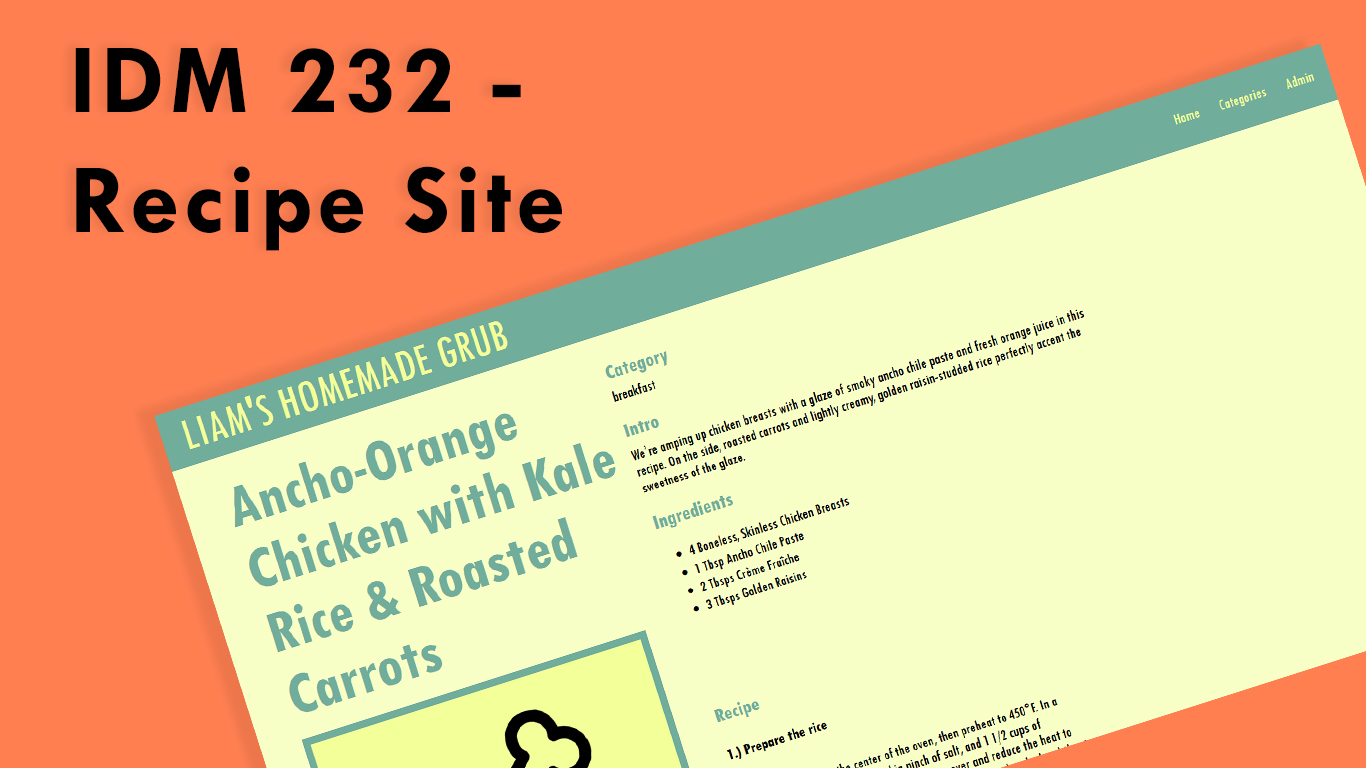 IDM 232 -
Recipe Site
Home Categories Admin
LIAM'S HOMEMADE GRUB
Ancho-Orange
Chicken with Kale
Rice & Roasted
Carrots
Category
breakfast
Intro
We're amping up chicken breasts with a glaze of smoky ancho chile paste and fresh orange juice in this
recipe. On the side, roasted carrots and lightly creamy, golden raisin-studded rice perfectly accent the
sweetness of the glaze.
Ingredients
• 4 Boneless, Skinless Chicken Breasts
• 1 Tbsp Ancho Chile Paste
• 2 Tbsps Crème Fraîche
• 3 Tbsps Golden Raisins
Recipe
1.) Prepare the rice
the center of the oven, then preheat to 450°F. In a
pinch of salt, and 1 1/2 cups of
and reduce the heat to